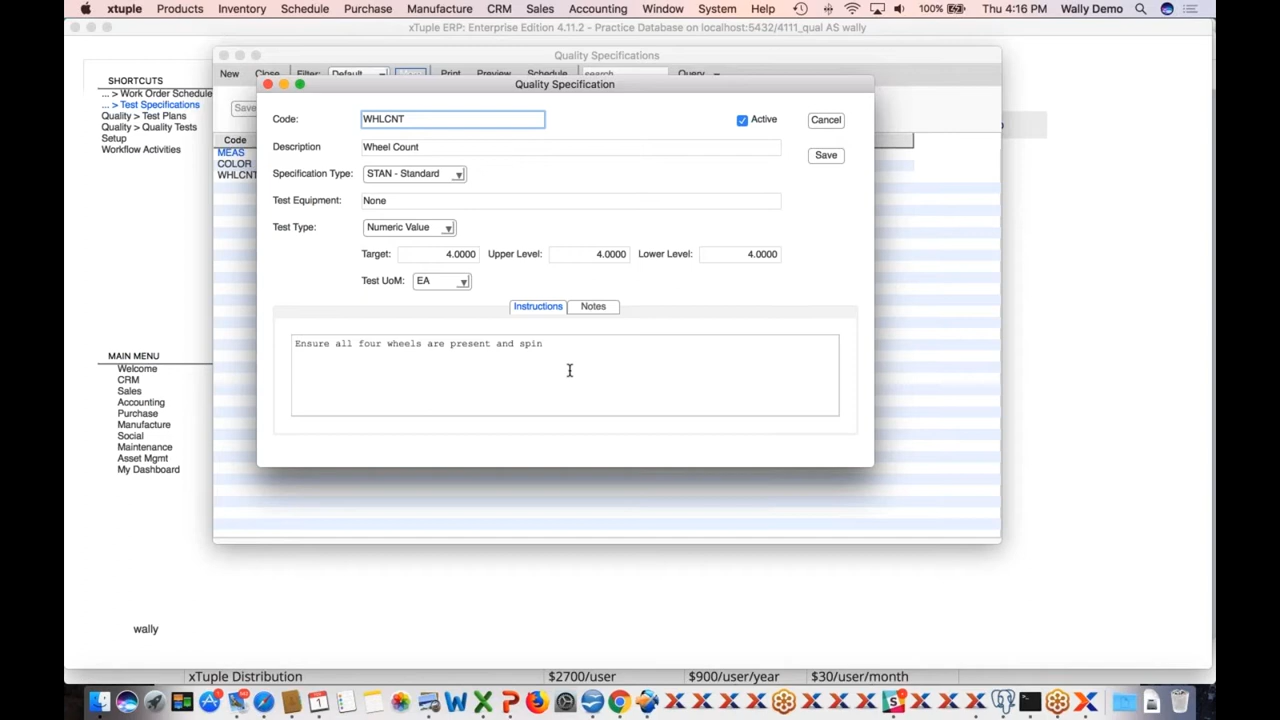 xtuple Products Inventory Schedule Purchase Manufacture CRM Sales Accounting Window System Help 100% Thu 4:16 PM Wally Demo
xTuple ERP: Enterprise Edition 4.11.2 - Practice Database on localhost:5432/4111_qual AS wally
Quality Specifications
New Close Filter: Default Print Preview Schedule search Query
Quality Specification
SHORTCUTS
... > Work Order Schedule
... > Test Specifications
Quality > Test Plans
Quality > Quality Tests
Setup
Workflow Activities
Save
Code
MEAS
COLOR
WHLCNT
Code: WHLCNT Active Cancel
Description Wheel Count Save
Specification Type: STAN - Standard
Test Equipment: None
Test Type: Numeric Value
Target: 4.0000 Upper Level: 4.0000 Lower Level: 4.0000
Test UoM: EA
Instructions Notes
Ensure all four wheels are present and spin
MAIN MENU
Welcome
CRM
Sales
Accounting
Purchase
Manufacture
Social
Maintenance
Asset Mgmt
My Dashboard
wally
xTuple Distribution $2700/user $900/user/year $30/user/month